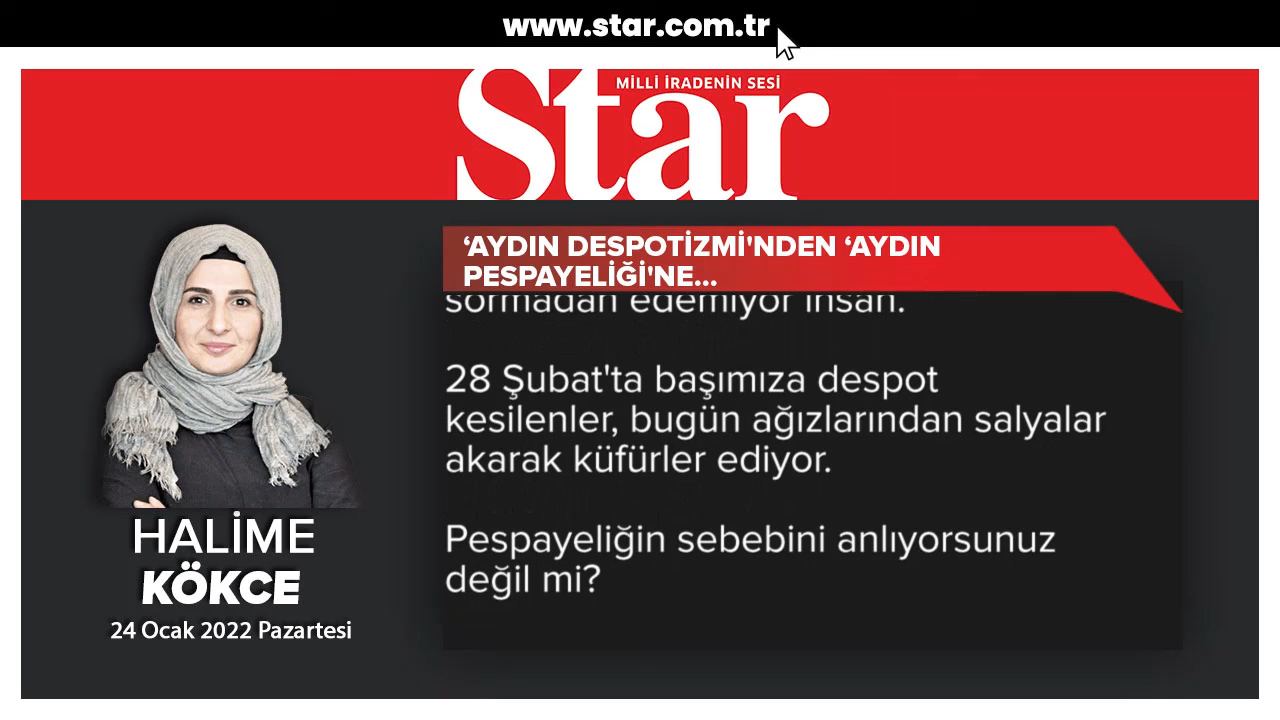 www.star.com.tr
MİLLİ İRADENİN SESİ
Star
‘AYDIN DESPOTİZMİ'NDEN ‘AYDIN
PESPAYELİĞİ'NE...
sormadan edemiyor insan.
28 Şubat'ta başımıza despot
kesilenler, bugün ağızlarından salyalar
akarak küfürler ediyor.
Pespayeliğin sebebini anlıyorsunuz
değil mi?
HALİME
KÖKCE
24 Ocak 2022 Pazartesi